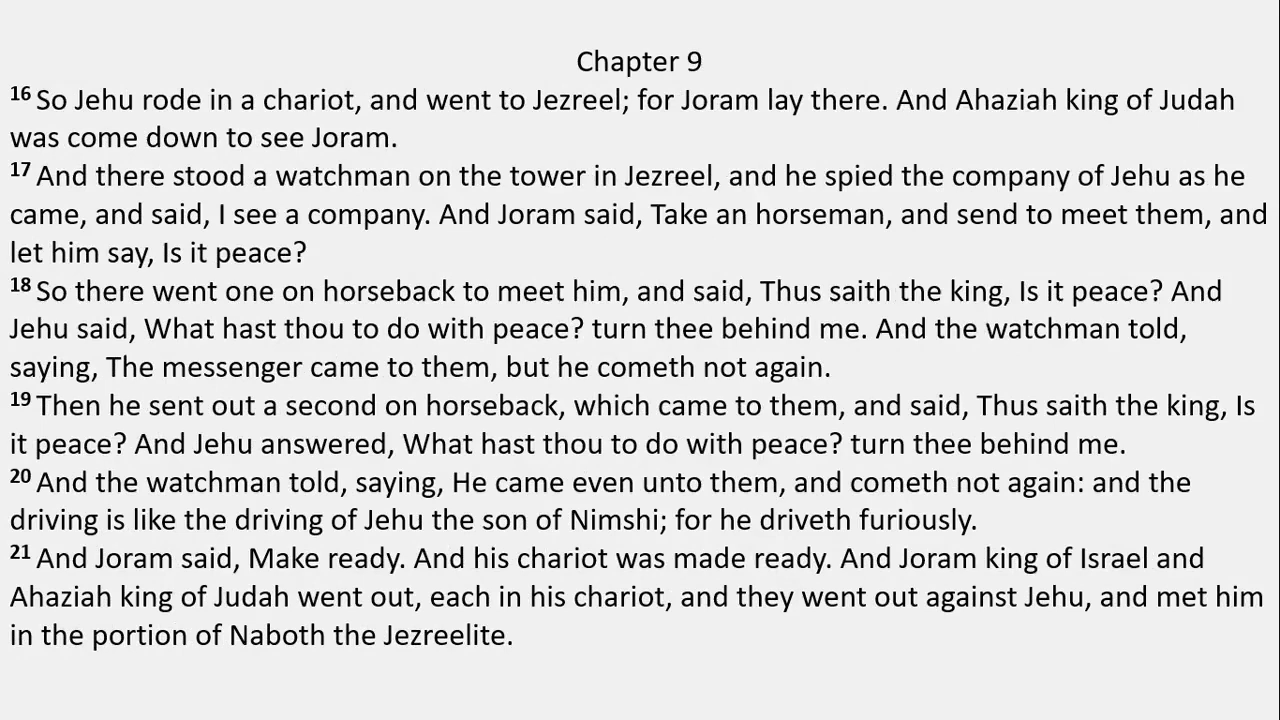 Chapter 9
16 So Jehu rode in a chariot, and went to Jezreel; for Joram lay there. And Ahaziah king of Judah
was come down to see Joram.
17 And there stood a watchman on the tower in Jezreel, and he spied the company of Jehu as he
came, and said, I see a company. And Joram said, Take an horseman, and send to meet them, and
let him say, Is it peace?
18 So there went one on horseback to meet him, and said, Thus saith the king, Is it peace? And
Jehu said, What hast thou to do with peace? turn thee behind me. And the watchman told,
saying, The messenger came to them, but he cometh not again.
19 Then he sent out a second on horseback, which came to them, and said, Thus saith the king, Is
it peace? And Jehu answered, What hast thou to do with peace? turn thee behind me.
20 And the watchman told, saying, He came even unto them, and cometh not again: and the
driving is like the driving of Jehu the son of Nimshi; for he driveth furiously.
21 And Joram said, Make ready. And his chariot was made ready. And Joram king of Israel and
Ahaziah king of Judah went out, each in his chariot, and they went out against Jehu, and met him
in the portion of Naboth the Jezreelite.